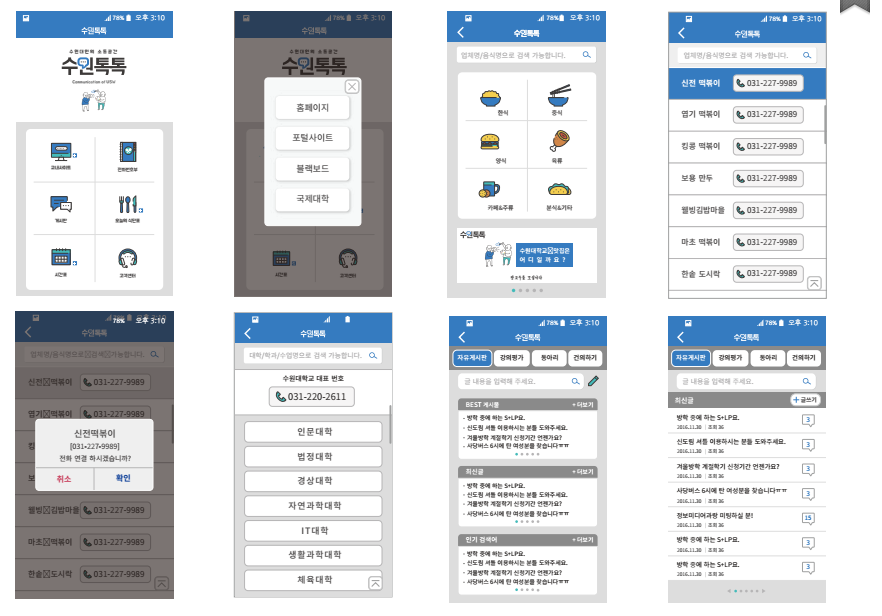 78% 오후 3:10
수원톡톡
수원대만의 소통공간
수원톡톡
Communication of USW
교내사이트
전화번호부
게시판
오늘의 식단표
시간표
고객센터
78% 오후 3:10
수원톡톡
수원톡톡
홈페이지
포털사이트
블랙보드
국제대학
시간표
고객센터
78% 오후 3:10
수원톡톡
업체명/음식명으로 검색 가능합니다.
한식
중식
양식
육류
카페&주류
분식&기타
수원톡톡
수원대학교 맛집은
어디일까요?
78% 오후 3:10
수원톡톡
업체명/음식명으로 검색 가능합니다.
신전 떡볶이 031-227-9989
엽기 떡볶이 031-227-9989
킹콩 떡볶이 031-227-9989
보용 만두 031-227-9989
웰빙김밥마을 031-227-9989
마초 떡볶이 031-227-9989
한솥 도시락 031-227-9989
78% 오후 3:10
수원톡톡
업체명/음식명으로 검색 가능합니다.
신전 떡볶이 031-227-9989
엽기 떡볶이 031-227-9989
신전떡볶이
[031-227-9989]
전화 연결 하시겠습니까?
취소 확인
웰빙 김밥마을 031-227-9989
마초 떡볶이 031-227-9989
한솥 도시락 031-227-9989
수원톡톡
대학/학과/수업명으로 검색 가능합니다.
수원대학교 대표 번호
031-220-2611
인문대학
법정대학
경상대학
자연과학대학
IT대학
생활과학대학
체육대학
78% 오후 3:10
수원톡톡
자유게시판 강의평가 동아리 건의하기
글 내용을 입력해 주세요.
BEST 게시물 +더보기
- 방학 중에 하는 S+LP요.
- 신도림 셔틀 이용하시는 분들 도와주세요.
- 겨울방학 계절학기 신청기간 언젠가요?
- 사당버스 6시에 탄 여성분을 찾습니다ㅠㅠ
최신글 +더보기
- 방학 중에 하는 S+LP요.
- 신도림 셔틀 이용하시는 분들 도와주세요.
- 겨울방학 계절학기 신청기간 언젠가요?
- 사당버스 6시에 탄 여성분을 찾습니다ㅠㅠ
인기 검색어 +더보기
- 방학 중에 하는 S+LP요.
- 신도림 셔틀 이용하시는 분들 도와주세요.
- 겨울방학 계절학기 신청기간 언젠가요?
- 사당버스 6시에 탄 여성분을 찾습니다ㅠㅠ
78% 오후 3:10
수원톡톡
자유게시판 강의평가 동아리 건의하기
글 내용을 입력해 주세요.
최신글 +글쓰기
방학 중에 하는 S+LP요. 3
2016.11.30 | 조회 36
신도림 셔틀 이용하시는 분들 도와주세요. 3
2016.11.30 | 조회 36
겨울방학 계절학기 신청기간 언젠가요? 3
2016.11.30 | 조회 36
사당버스 6시에 탄 여성분을 찾습니다ㅠㅠ 3
2016.11.30 | 조회 36
정보미디어과랑 미팅하실 분! 15
2016.11.30 | 조회 36
방학 중에 하는 S+LP요. 3
2016.11.30 | 조회 36
방학 중에 하는 S+LP요. 3
2016.11.30 | 조회 36